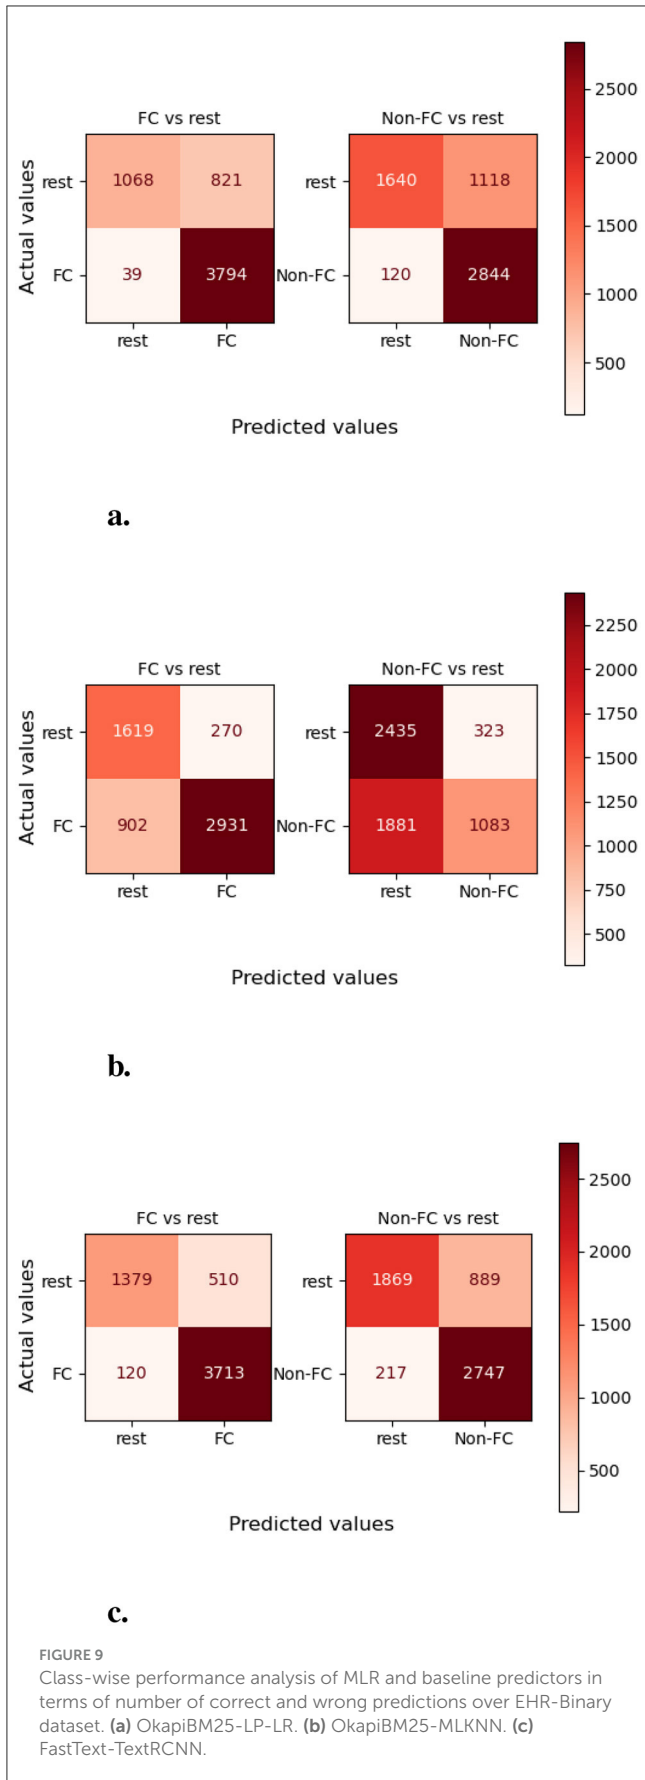 FC vs rest
Non-FC vs rest
Actual values
rest
1068
821
rest
1640
1118
FC
39
3794
Non-FC
120
2844
rest
FC
rest
Non-FC
Predicted values
2500
2000
1500
1000
500
a.
FC vs rest
Non-FC vs rest
Actual values
rest
1619
270
rest
2435
323
FC
902
2931
Non-FC
1881
1083
rest
FC
rest
Non-FC
Predicted values
2250
2000
1750
1500
1250
1000
750
500
b.
FC vs rest
Non-FC vs rest
Actual values
rest
1379
510
rest
1869
889
FC
120
3713
Non-FC
217
2747
rest
FC
rest
Non-FC
Predicted values
2500
2000
1500
1000
500
c.
FIGURE 9
Class-wise performance analysis of MLR and baseline predictors in
terms of number of correct and wrong predictions over EHR-Binary
dataset. (a) OkapiBM25-LP-LR. (b) OkapiBM25-MLKNN. (c)
FastText-TextRCNN.